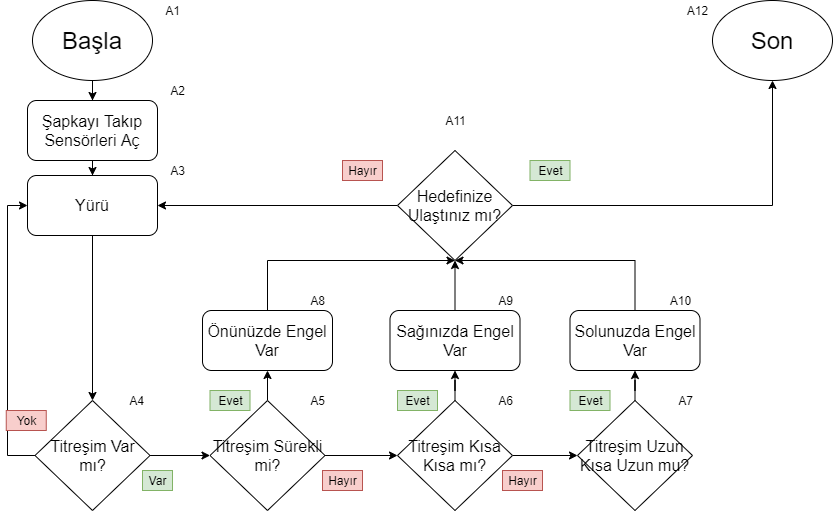 A1
Başla
A12
Son
A2
Şapkayı Takıp
Sensörleri Aç
A3
Yürü
A11
Hayır
Evet
Hedefinize
Ulaştınız mı?
A8
Önünüzde Engel
Var
A9
Sağınızda Engel
Var
A10
Solunuzda Engel
Var
Evet
Evet
Evet
A4
A5
A6
A7
Yok
Titreşim Var
mı?
Var
Titreşim Sürekli
mi?
Hayır
Titreşim Kısa
Kısa mı?
Hayır
Titreşim Uzun
Kısa Uzun mu?